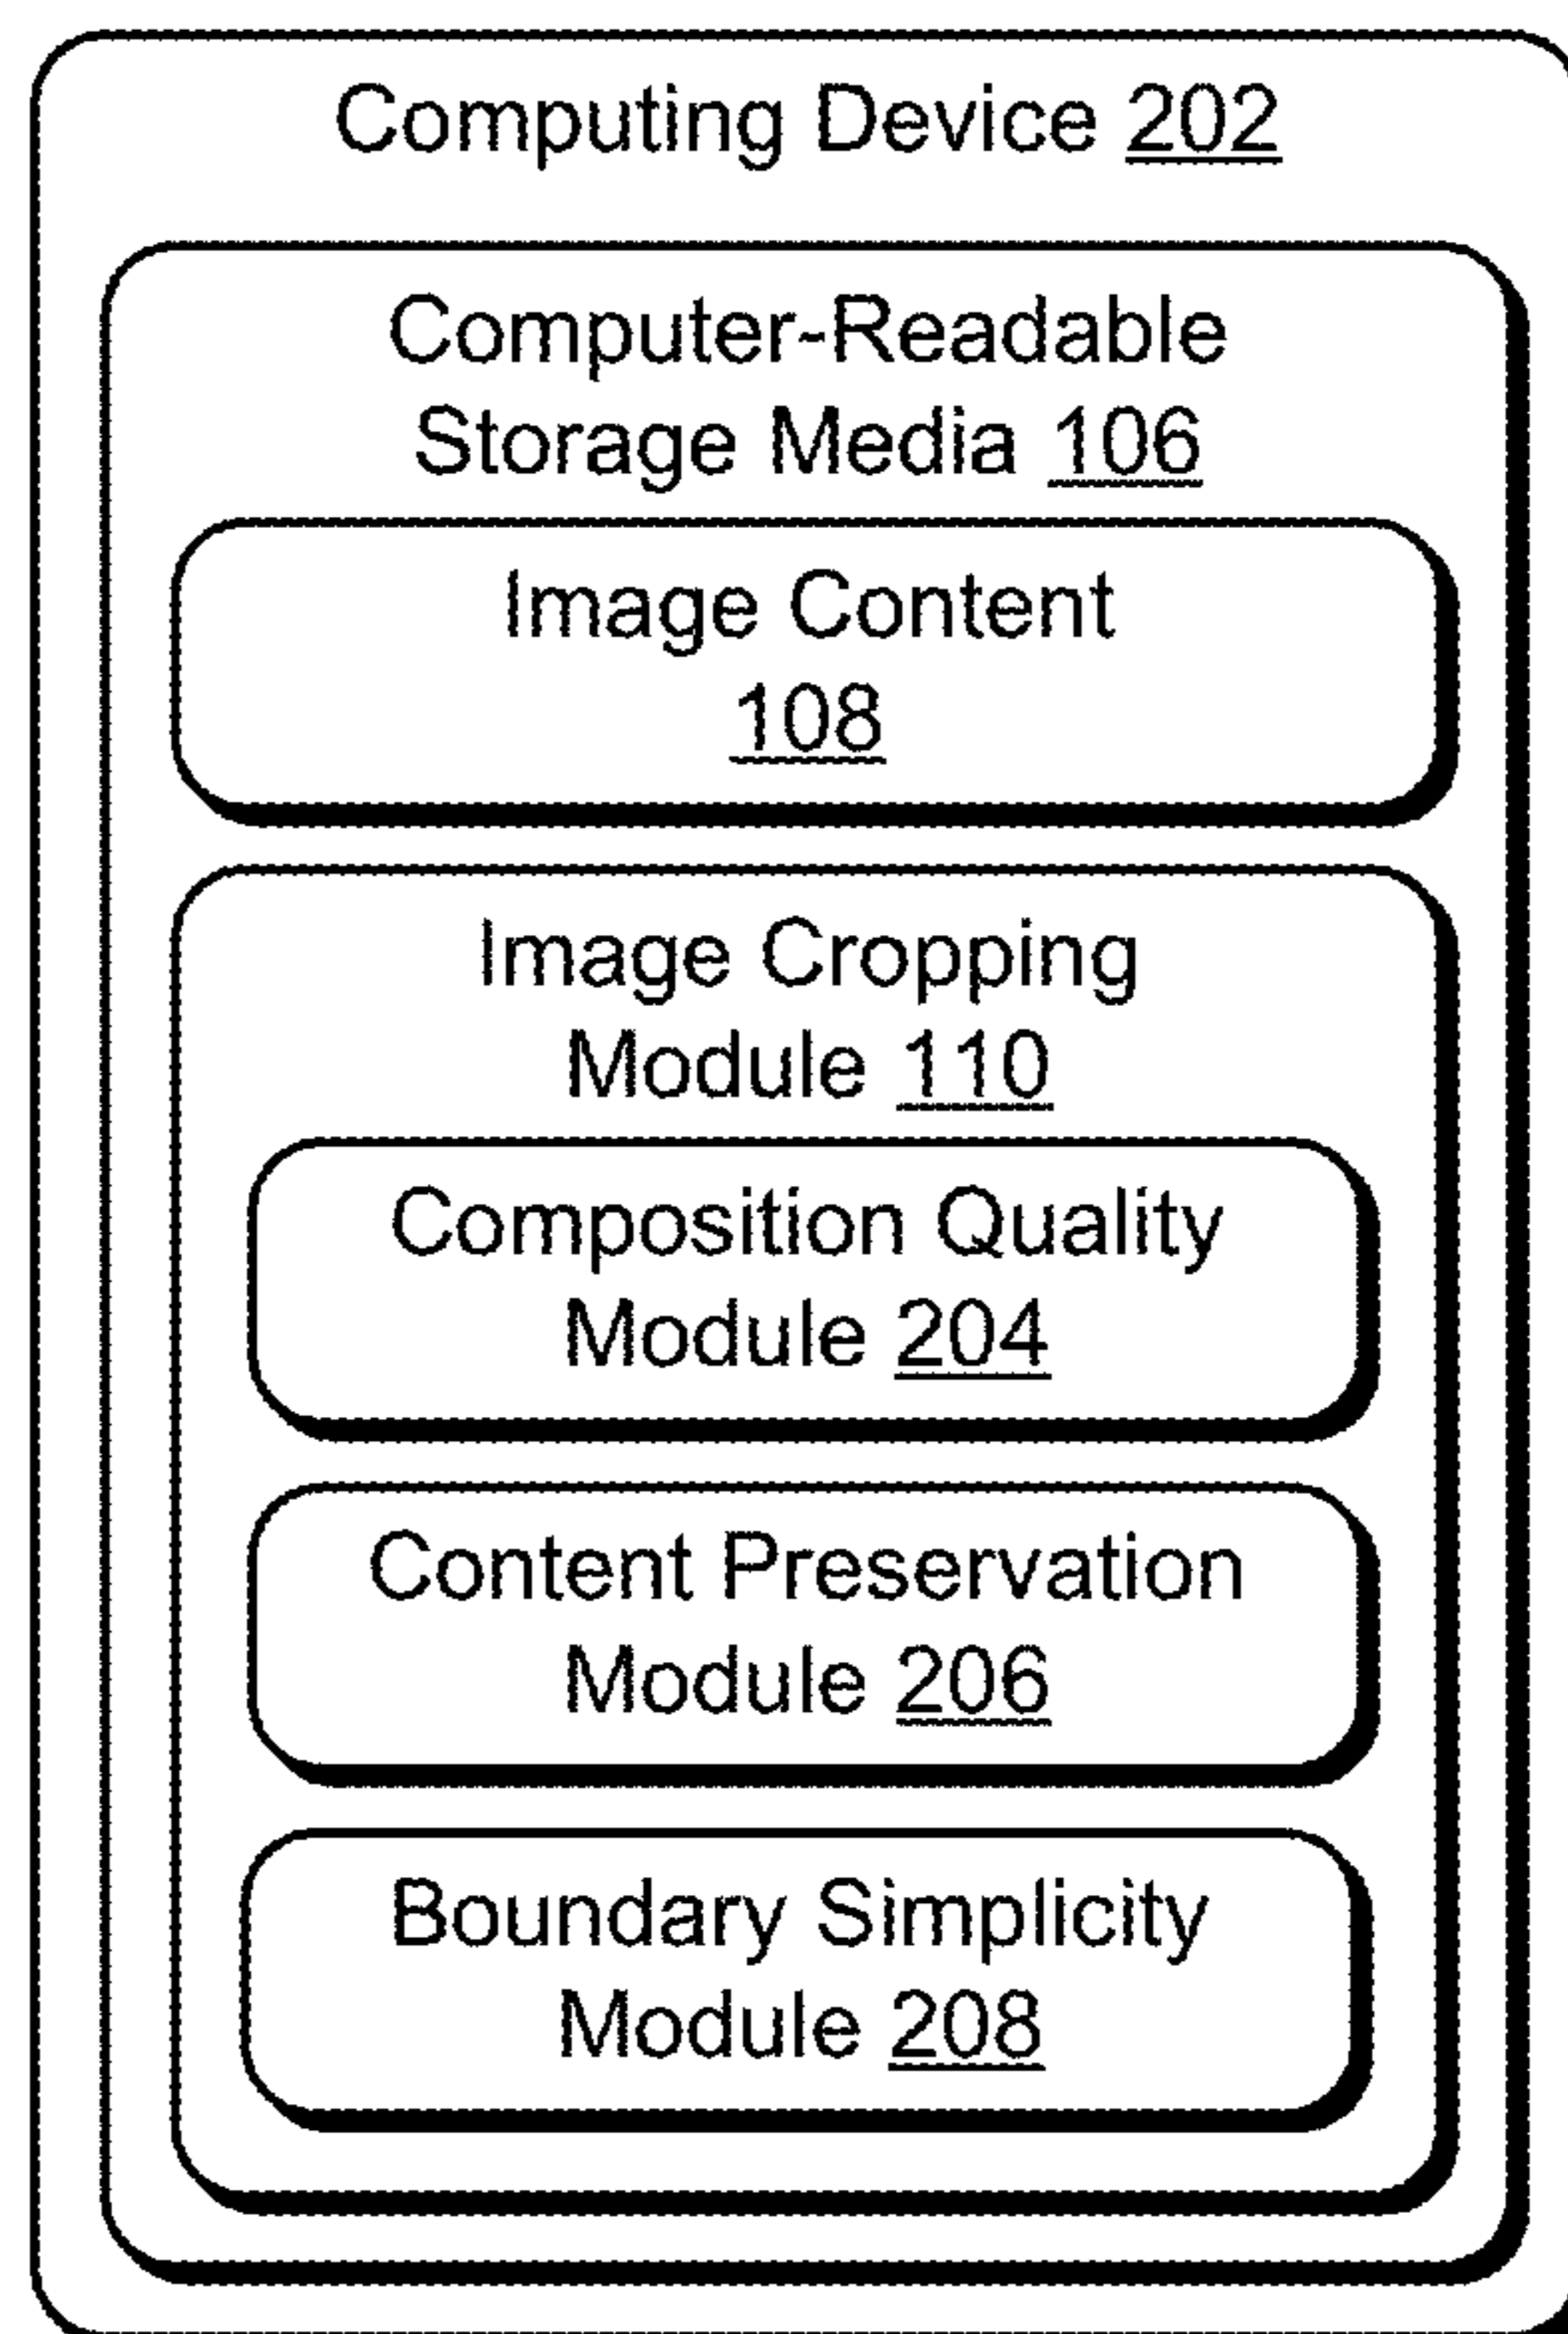 Computing Device 202
Computer-Readable
Storage Media 106
Image Content
108
Image Cropping
Module 110
Composition Quality
Module 204
Content Preservation
Module 206
Boundary Simplicity
Module 208